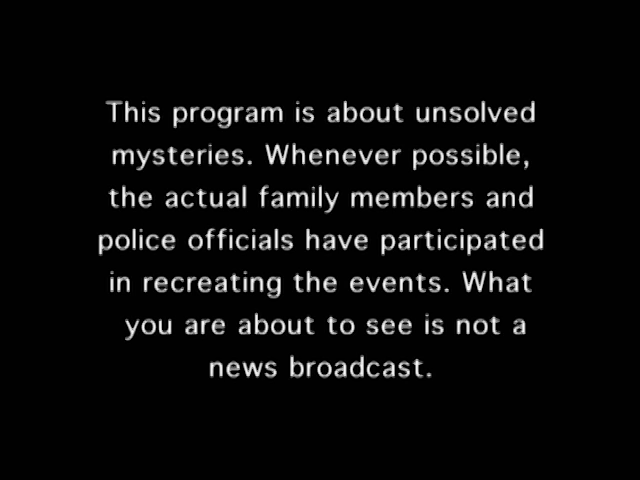 This program is about unsolved
mysteries. Whenever possible,
the actual family members and
police officials have participated
in recreating the events. What
you are about to see is not a
news broadcast.